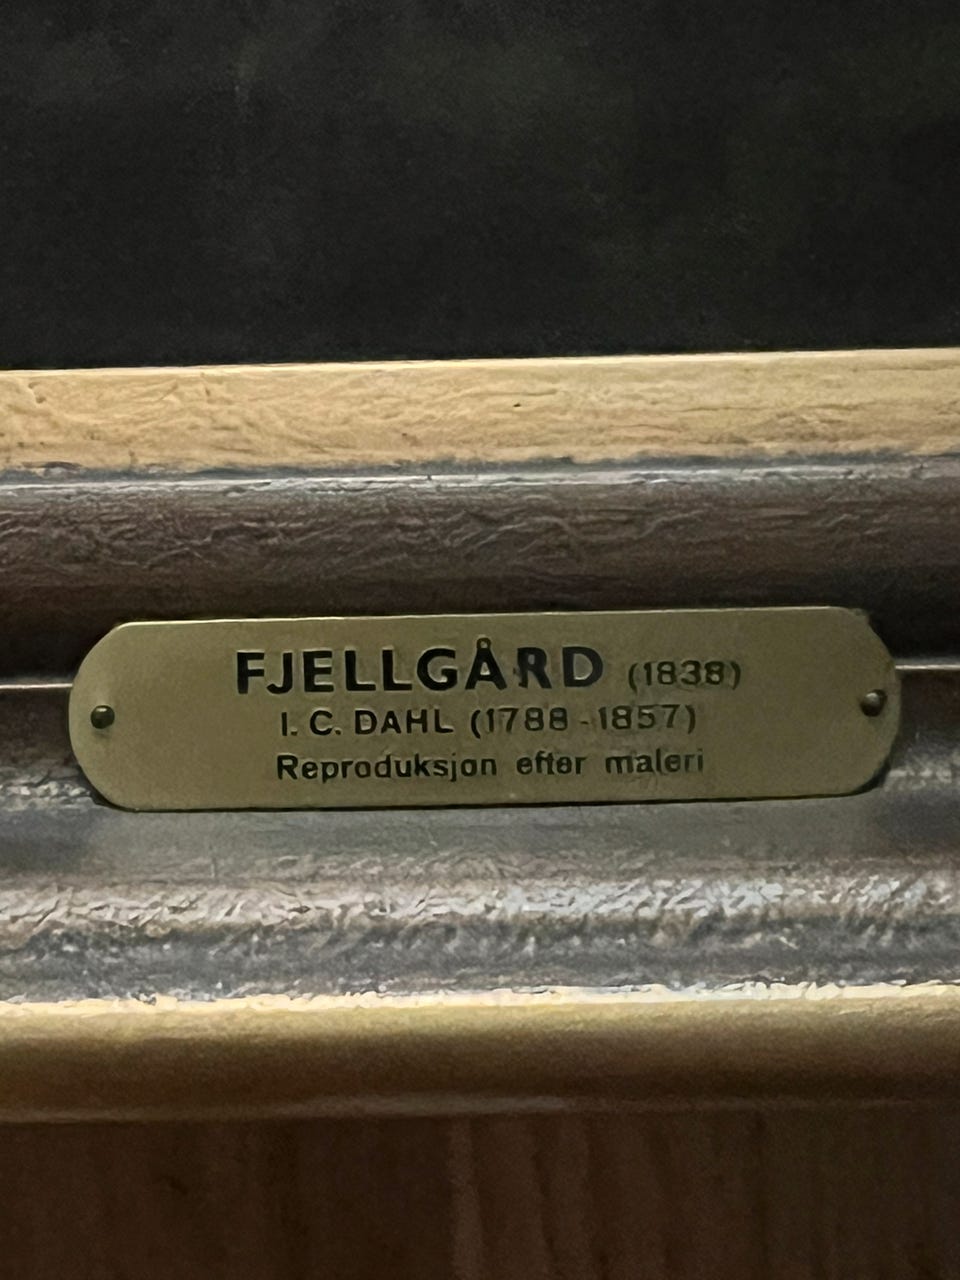 FJELLGÅRD (1838)
I. C. DAHL (1788-1857)
Reproduksjon efter maleri